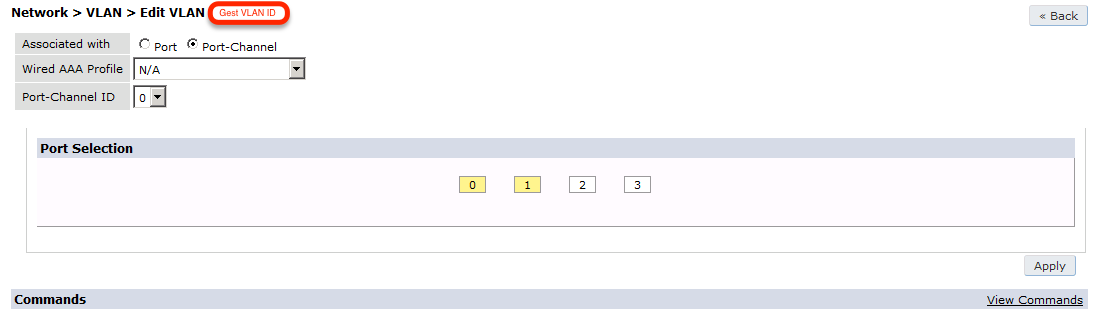 Network > VLAN > Edit VLAN Gest VLAN ID
« Back
Associated with Port Port-Channel
Wired AAA Profile N/A
Port-Channel ID 0
Port Selection
0 1 2 3
Apply
Commands View Commands